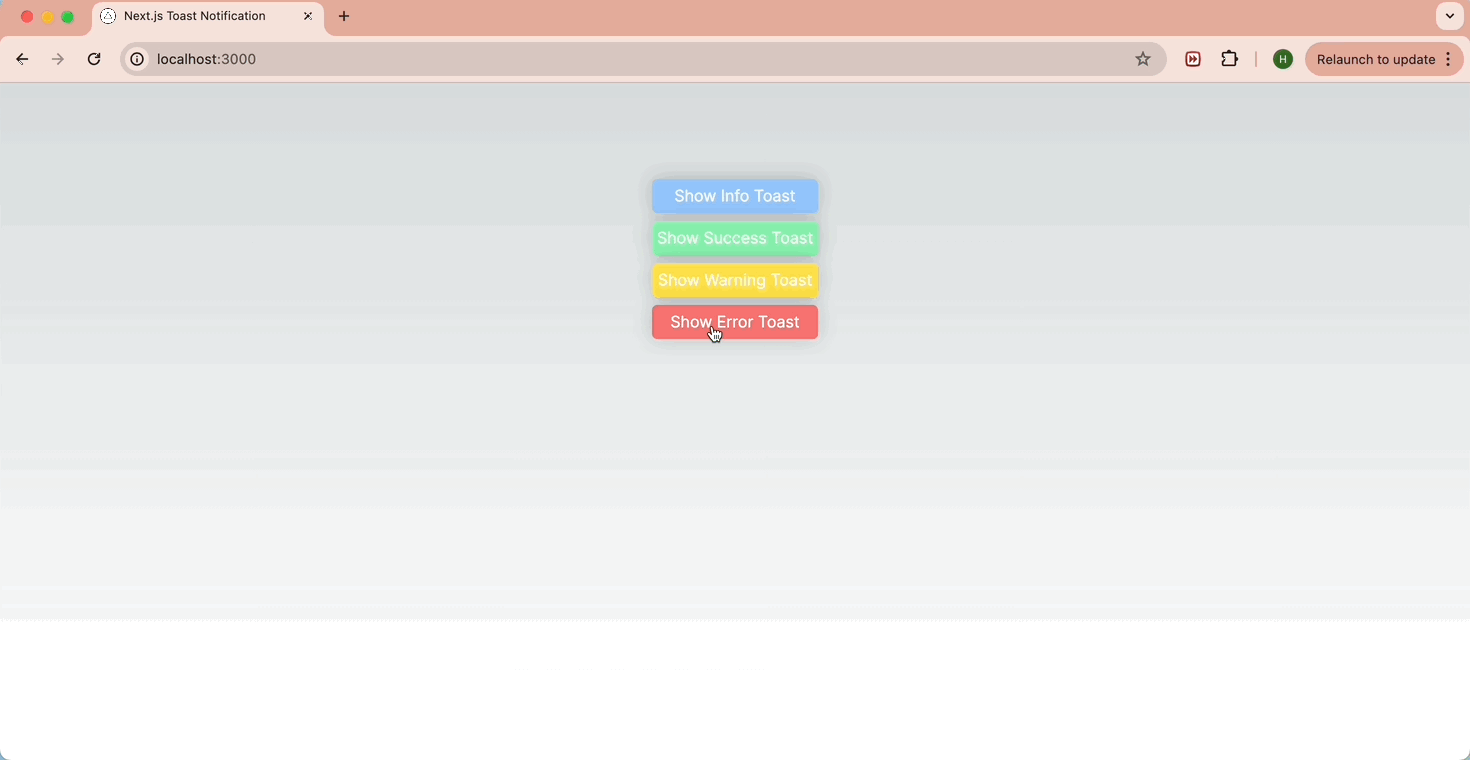 Next.js Toast Notification
localhost:3000
H
Relaunch to update
Show Info Toast
Show Success Toast
Show Warning Toast
Show Error Toast